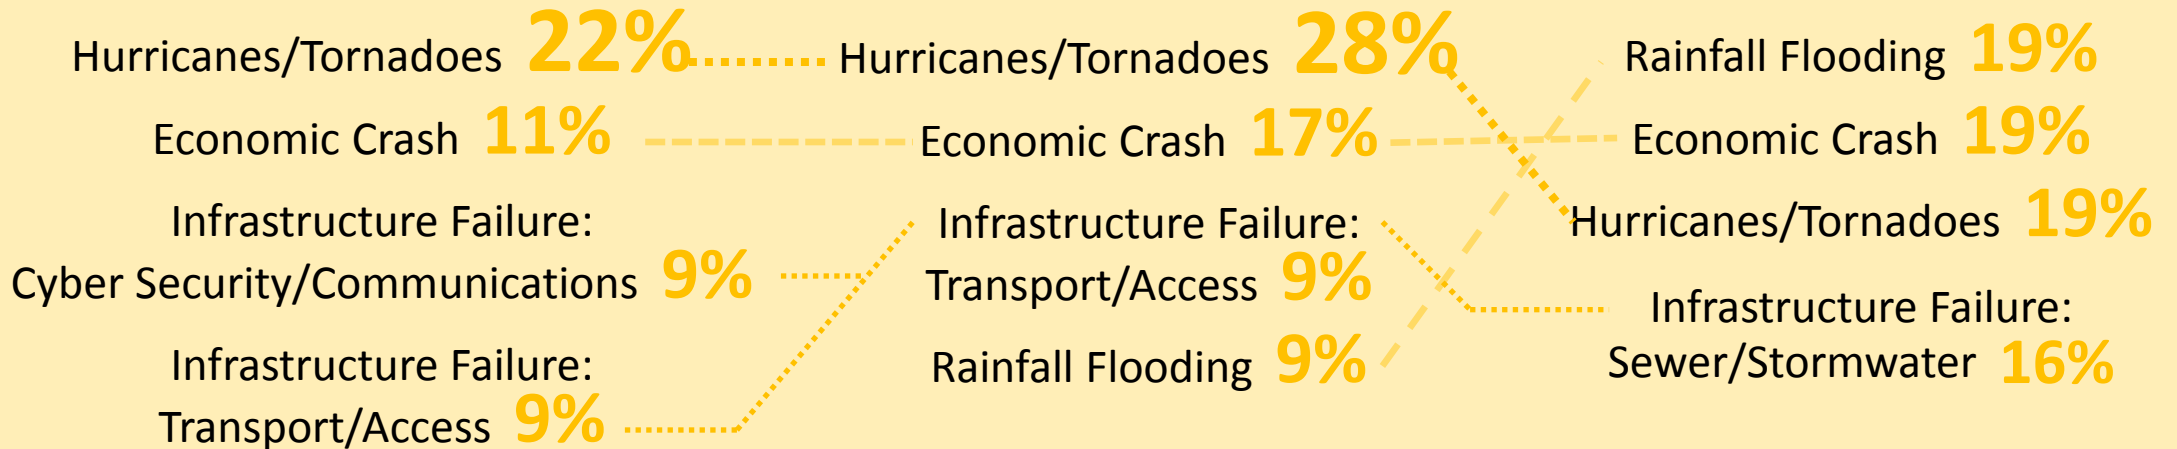 Hurricanes/Tornadoes 22%
Economic Crash 11%
Infrastructure Failure:
Cyber Security/Communications 9%
Infrastructure Failure:
Transport/Access 9%
Hurricanes/Tornadoes 28%
Economic Crash 17%
Infrastructure Failure:
Transport/Access 9%
Rainfall Flooding 9%
Rainfall Flooding 19%
Economic Crash 19%
Hurricanes/Tornadoes 19%
Infrastructure Failure:
Sewer/Stormwater 16%